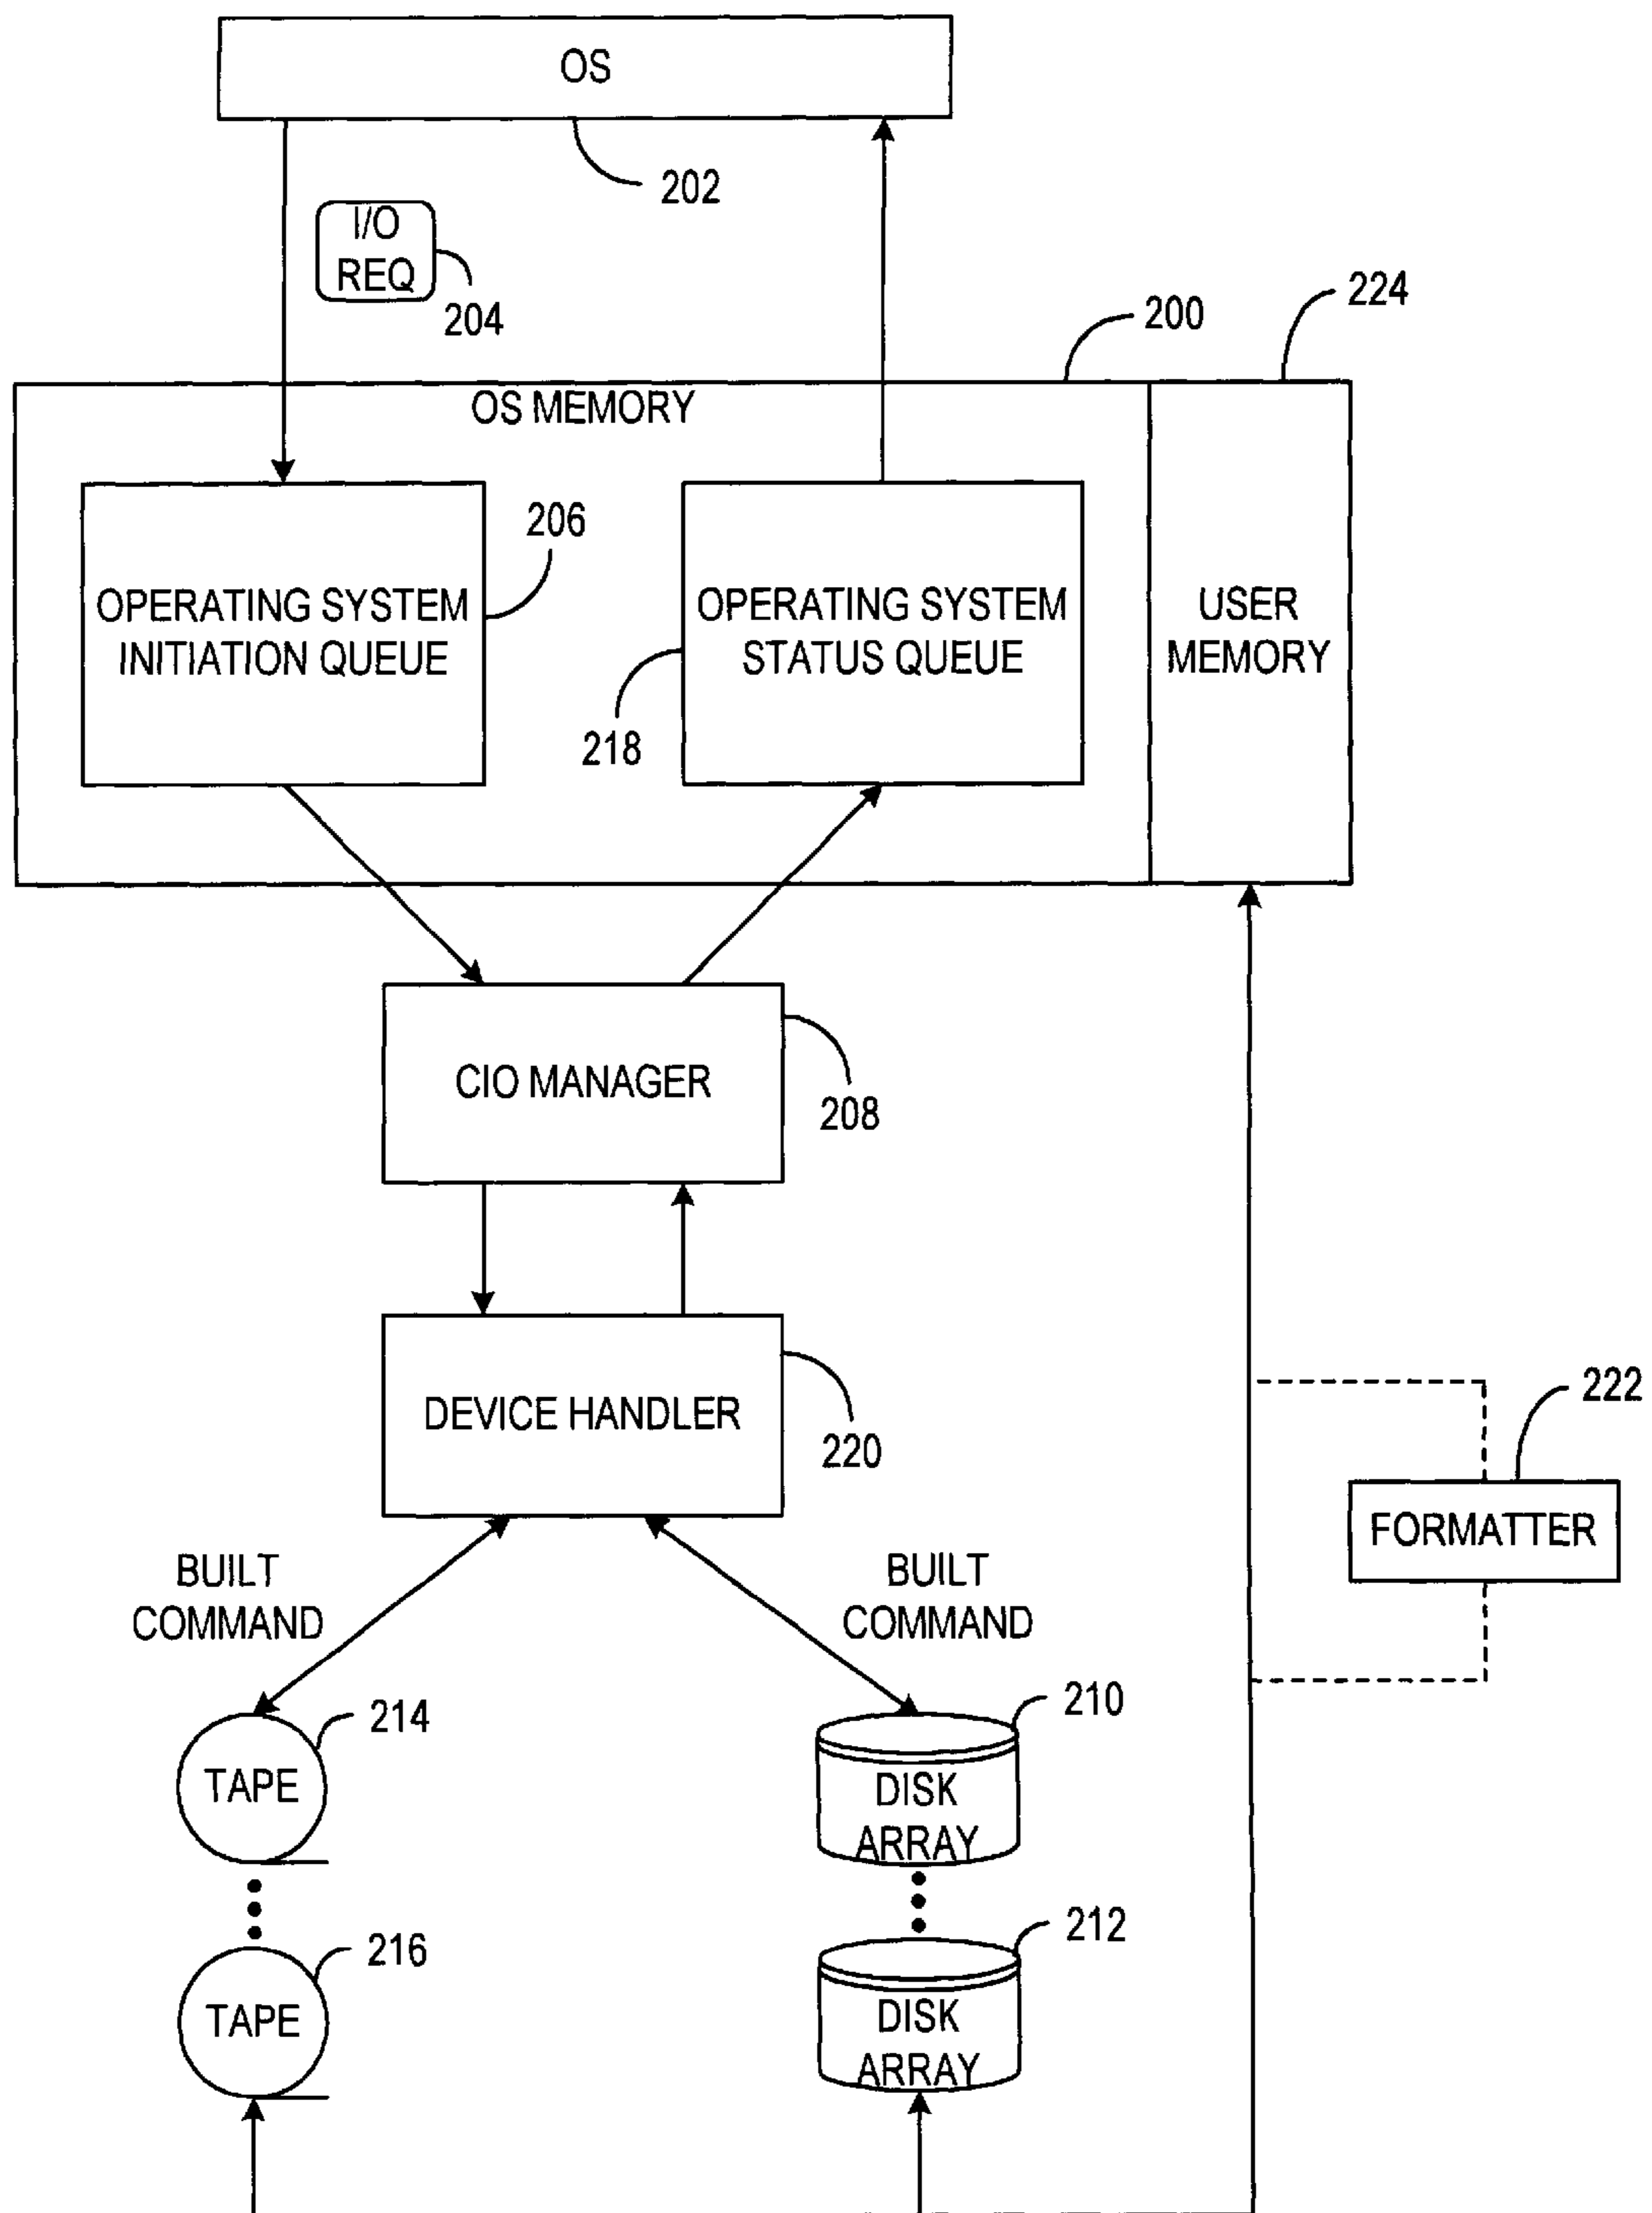 OS
202
I/O
REQ
204
200
224
OS MEMORY
206
OPERATING SYSTEM
INITIATION QUEUE
OPERATING SYSTEM
STATUS QUEUE
218
USER
MEMORY
CIO MANAGER
208
DEVICE HANDLER
220
222
FORMATTER
BUILT
COMMAND
BUILT
COMMAND
214
TAPE
210
DISK
ARRAY
216
TAPE
212
DISK
ARRAY